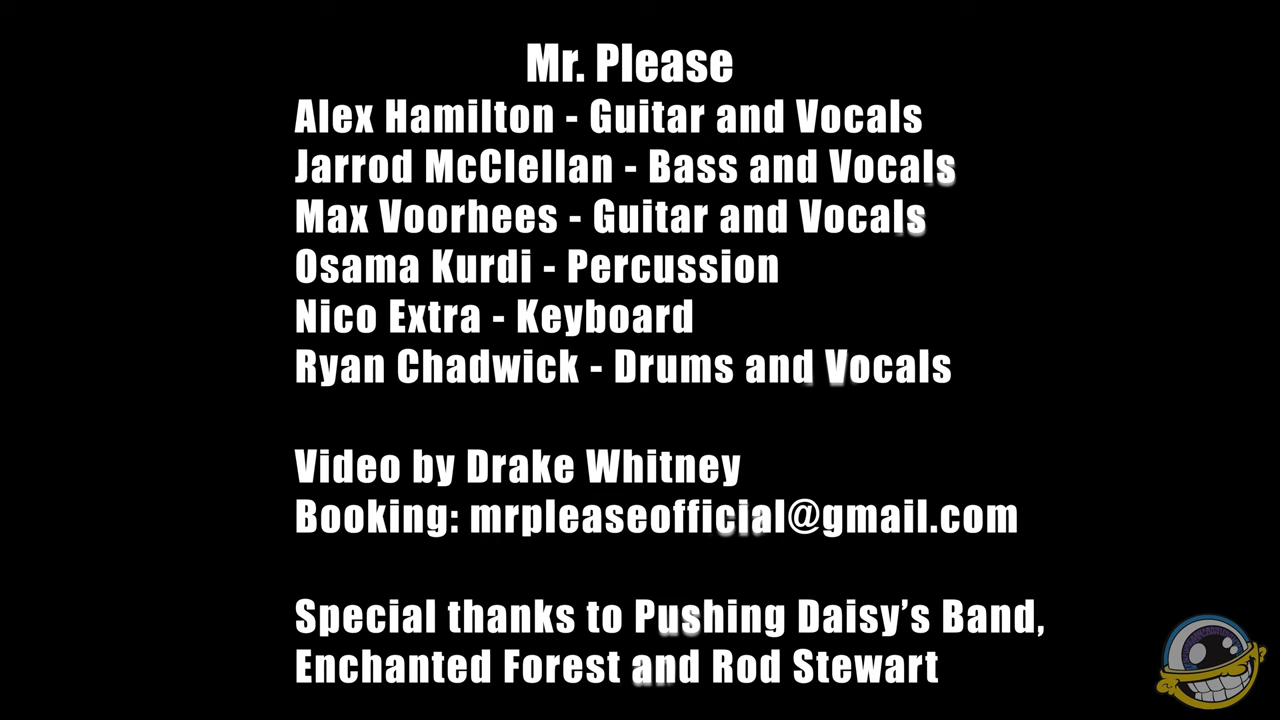 Mr. Please
Alex Hamilton - Guitar and Vocals
Jarrod McClellan - Bass and Vocals
Max Voorhees - Guitar and Vocals
Osama Kurdi - Percussion
Nico Extra - Keyboard
Ryan Chadwick - Drums and Vocals
Video by Drake Whitney
Booking: mrpleaseofficial@gmail.com
Special thanks to Pushing Daisy’s Band,
Enchanted Forest and Rod Stewart